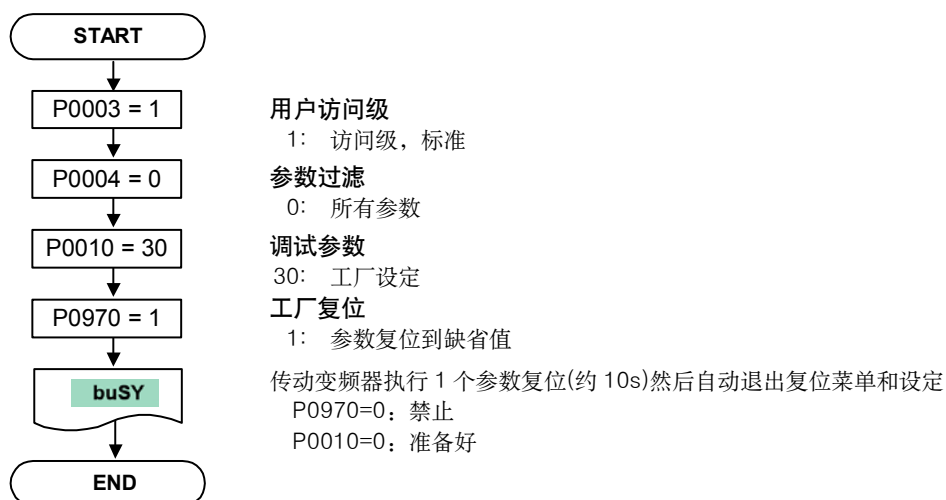 START
P0003 = 1
用户访问级
1: 访问级，标准
P0004 = 0
参数过滤
0: 所有参数
P0010 = 30
调试参数
30: 工厂设定
P0970 = 1
工厂复位
1: 参数复位到缺省值
buSY
传动变频器执行 1 个参数复位(约 10s)然后自动退出复位菜单和设定
P0970=0：禁止
P0010=0：准备好
END